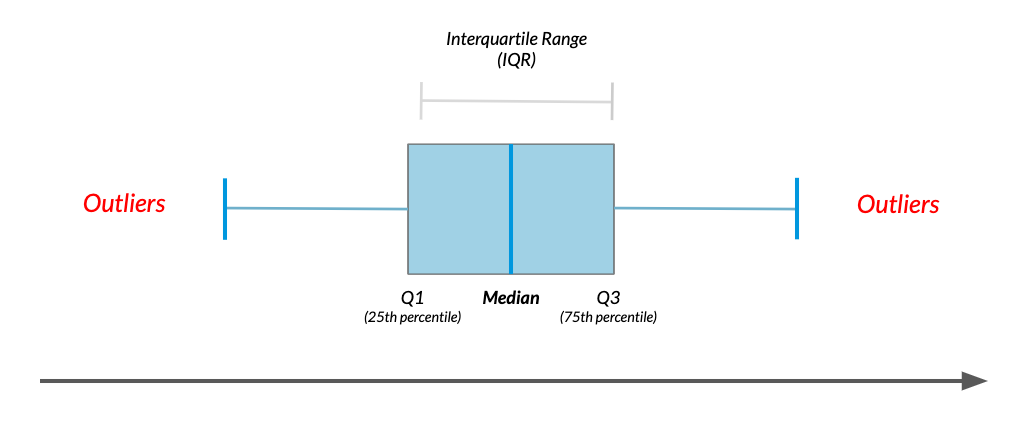 Interquartile Range
(IQR)
Outliers
Outliers
Q1
(25th percentile)
Median
Q3
(75th percentile)